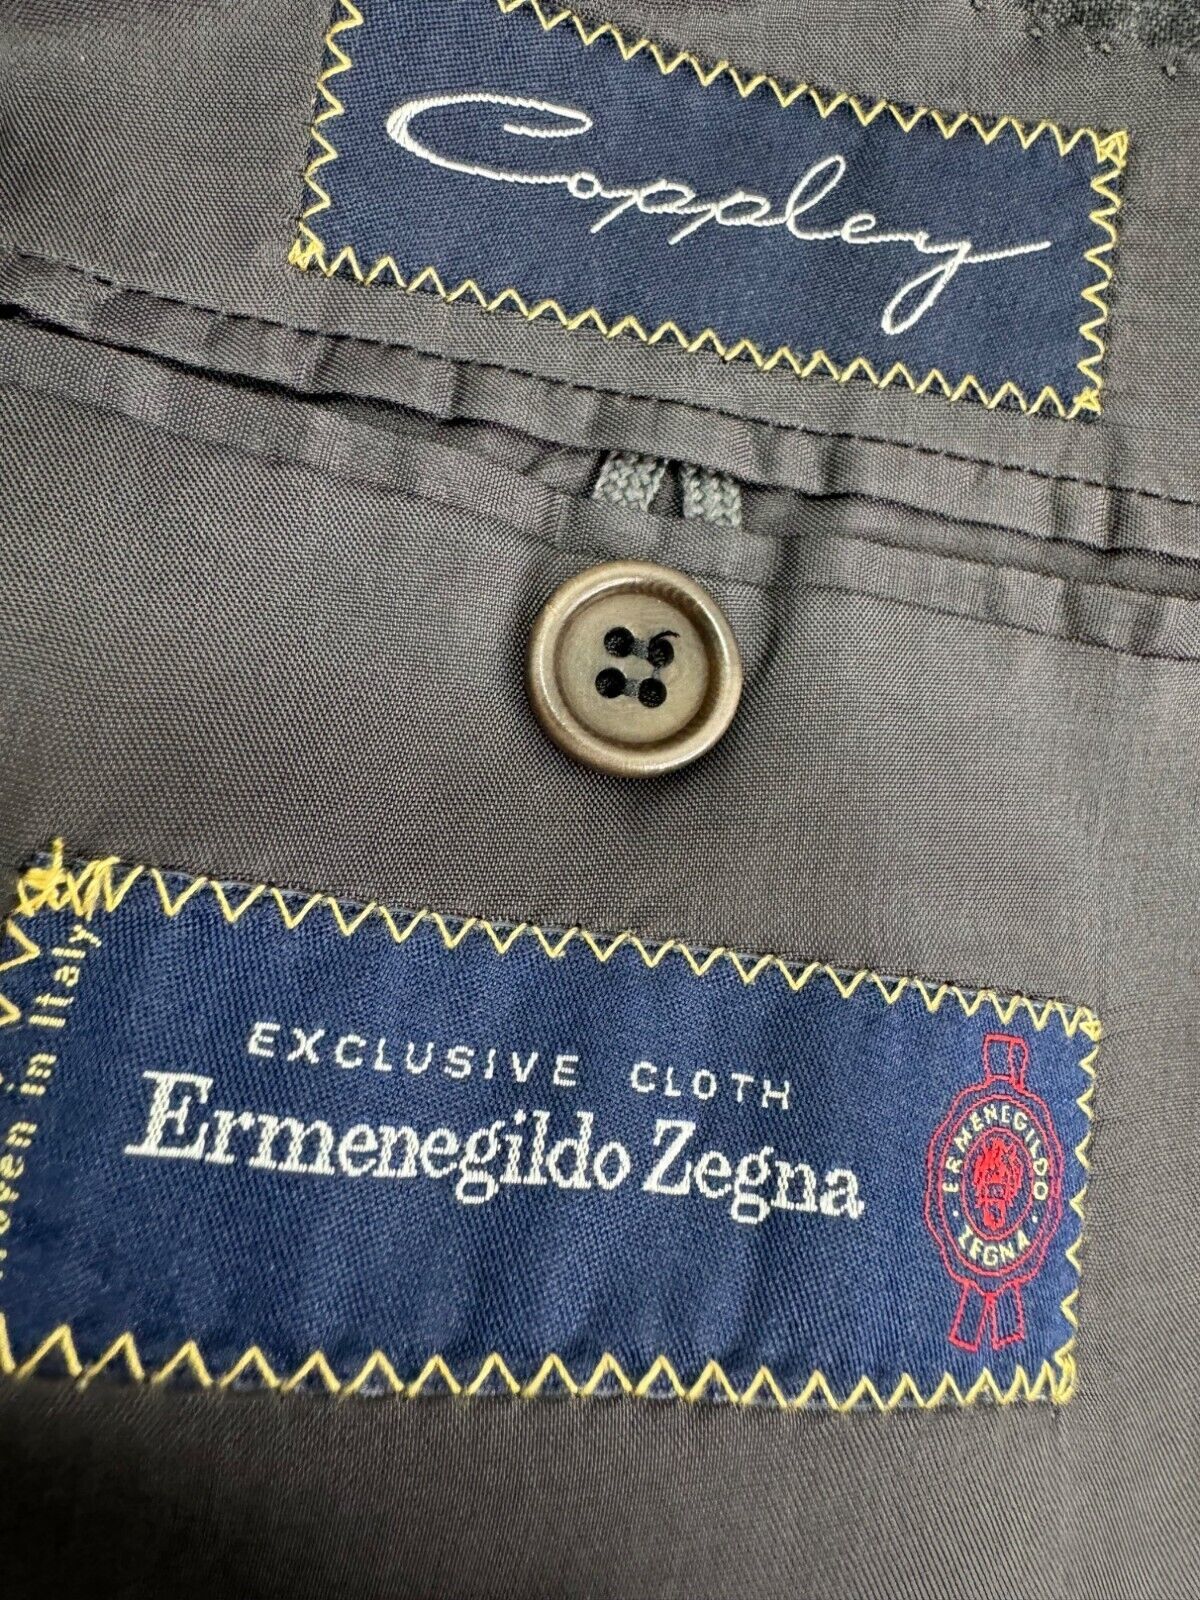 Coppley
Woven in Italy
EXCLUSIVE CLOTH
Ermenegildo Zegna
ERMENEGILDO
ZEGNA